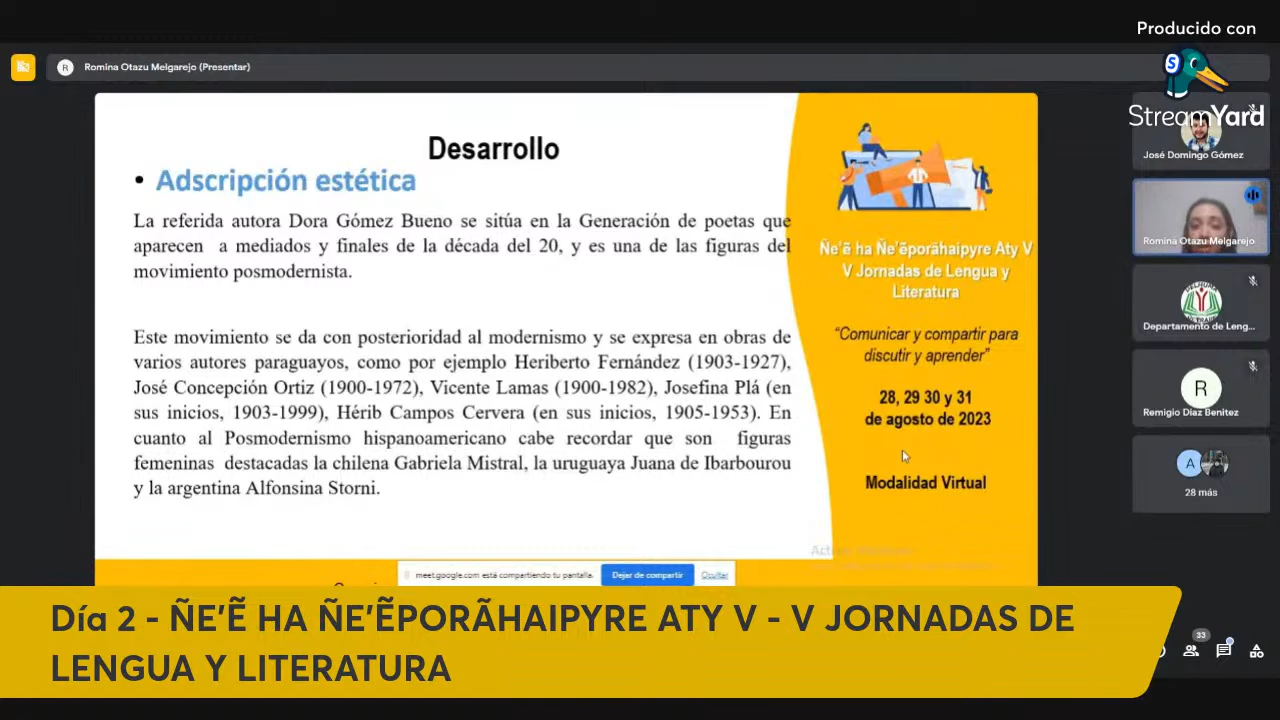 Producido con
StreamYard
R
Romina Otazu Melgarejo (Presentar)
Desarrollo
• Adscripción estética
La referida autora Dora Gómez Bueno se sitúa en la Generación de poetas que
aparecen a mediados y finales de la década del 20, y es una de las figuras del
movimiento posmodernista.
Este movimiento se da con posterioridad al modernismo y se expresa en obras de
varios autores paraguayos, como por ejemplo Heriberto Fernández (1903-1927),
José Concepción Ortiz (1900-1972), Vicente Lamas (1900-1982), Josefina Plá (en
sus inicios, 1903-1999), Hérib Campos Cervera (en sus inicios, 1905-1953). En
cuanto al Posmodernismo hispanoamericano cabe recordar que son figuras
femeninas destacadas la chilena Gabriela Mistral, la uruguaya Juana de Ibarbourou
y la argentina Alfonsina Storni.
Ñe'ẽ ha Ñe'ẽporãhaipyre Aty V
V Jornadas de Lengua y
Literatura
“Comunicar y compartir para
discutir y aprender”
28, 29 30 y 31
de agosto de 2023
Modalidad Virtual
meet.google.com está compartiendo tu pantalla.
Dejar de compartir
Ocultar
José Domingo Gómez
Romina Otazu Melgarejo
Departamento de Leng...
R
Remigio Diaz Benitez
A
28 más
33
Día 2 - ÑE'Ẽ HA ÑE'ẼPORÃHAIPYRE ATY V - V JORNADAS DE
LENGUA Y LITERATURA